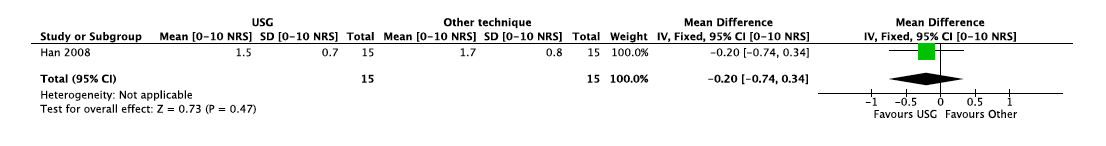 USG Other technique Mean Difference Mean Difference
Study or Subgroup Mean [0–10 NRS] SD [0–10 NRS] Total Mean [0–10 NRS] SD [0–10 NRS] Total Weight IV, Fixed, 95% CI [0–10 NRS] IV, Fixed, 95% CI [0–10 NRS]
Han 2008 1.5 0.7 15 1.7 0.8 15 100.0% −0.20 [−0.74, 0.34]
Total (95% CI) 15 15 100.0% −0.20 [−0.74, 0.34]
Heterogeneity: Not applicable
Test for overall effect: Z = 0.73 (P = 0.47)
−1 −0.5 0 0.5 1
Favours USG Favours Other